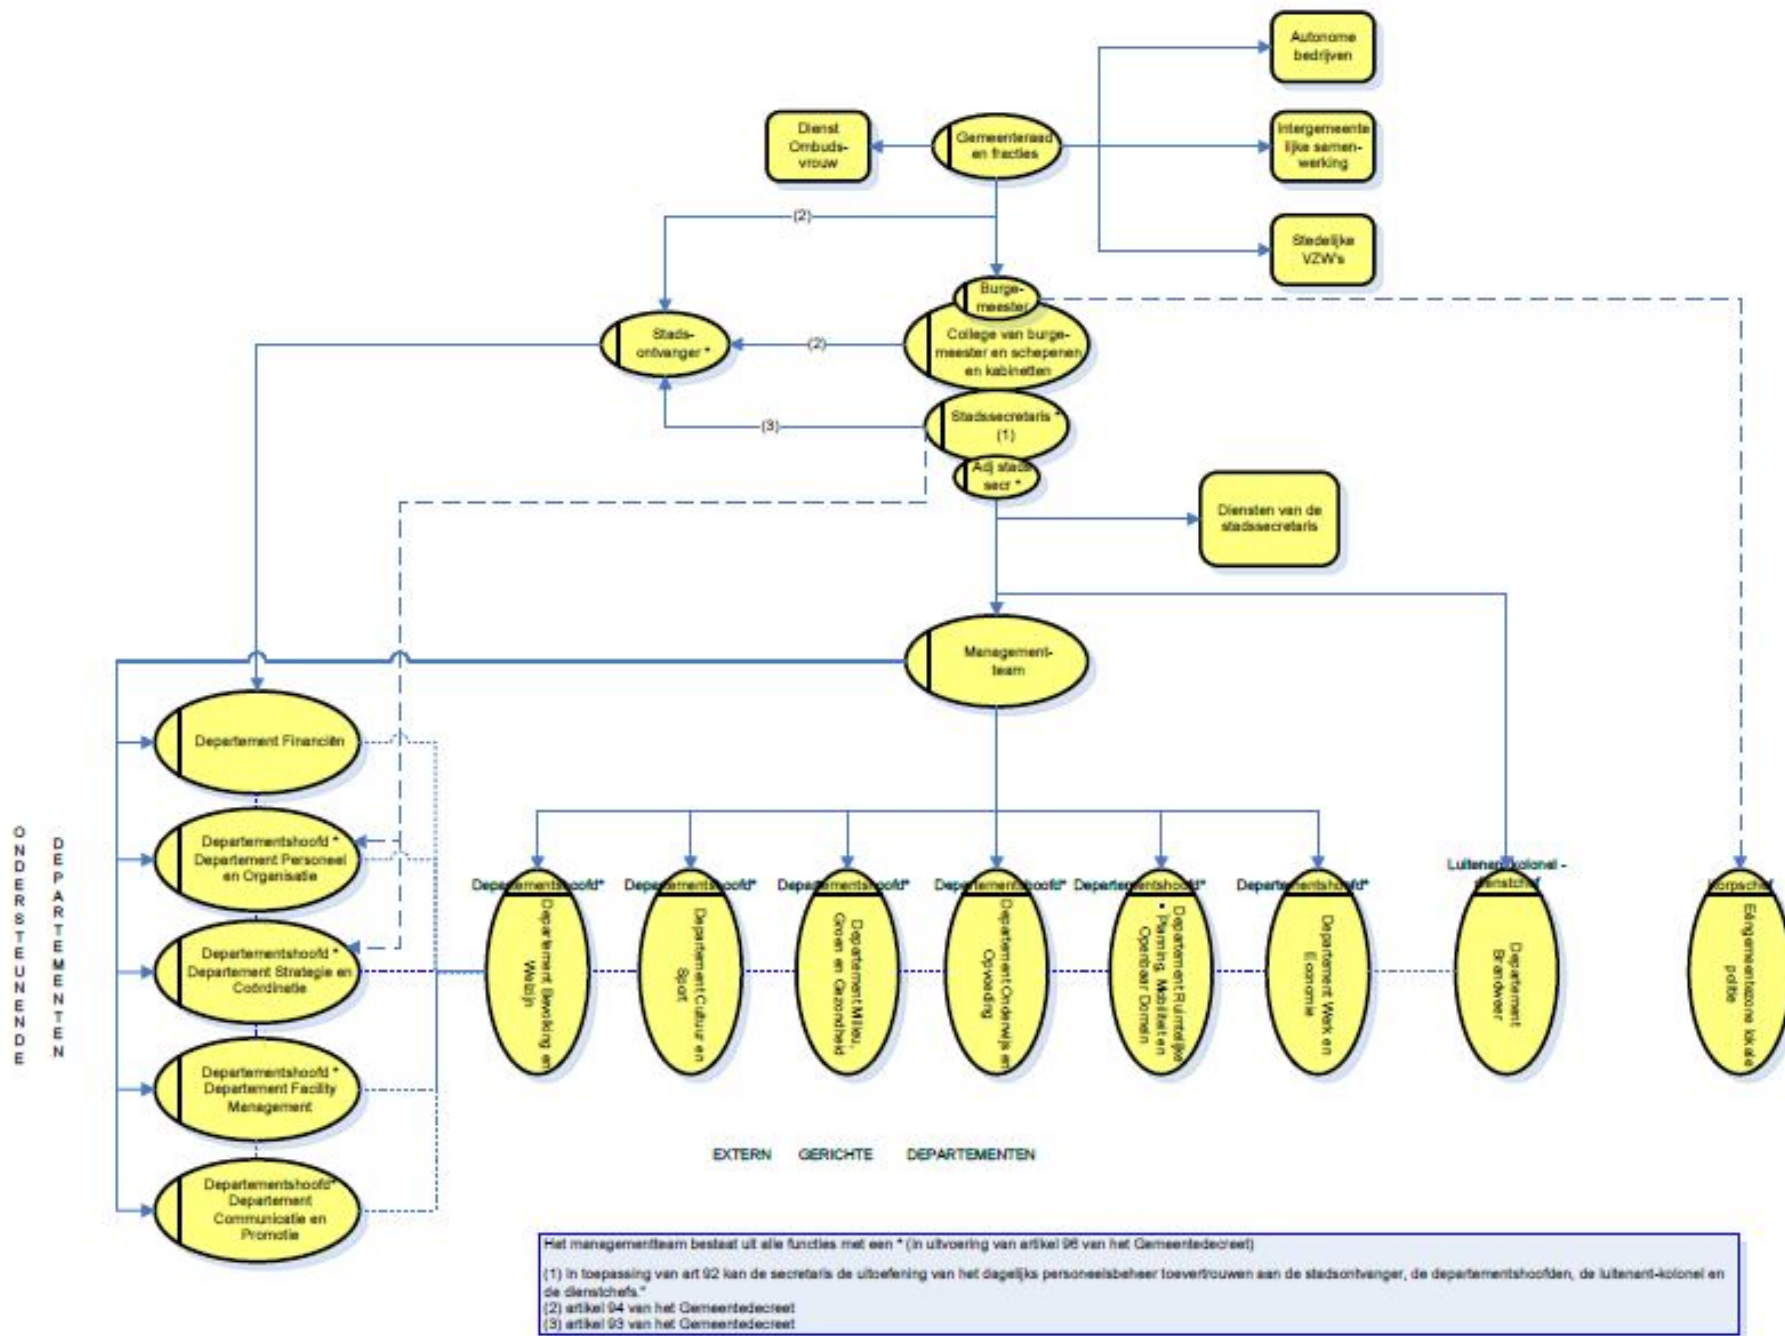 Autonome
bedrijven
Dienst
Ombuds-
vrouw
Gemeenteraad
en fracties
Intergemeente
lijke samen-
werking
(2)
Stedelijke
VZW's
Burge-
meester
Stads-
ontvanger *
(2)
College van burge-
meester en schepenen
en kabinetten
(3)
Stadssecretaris *
(1)
Adj stads
secr *
Diensten van de
stadssecretaris
Management-
team
ONDERSTEUNENDE
DEPARTEMENTEN
Departement Financiën
Departementshoofd *
Departement Personeel
en Organisatie
Departementshoofd *
Departement Strategie en
Coördinatie
Departementshoofd *
Departement Facility
Management
Departementshoofd*
Departement
Communicatie en
Promotie
Departementshoofd*
Departement Bevolking en
Welzijn
Departementshoofd*
Departement Cultuur en
Sport
Departementshoofd*
Departement Milieu,
Groen en Gezondheid
Departementshoofd*
Departement Onderwijs en
Opvoeding
Departementshoofd*
Departement Ruimtelijke
• Planning, Mobiliteit en
Openbaar Domein
Departementshoofd*
Departement Werk en
Economie
Luitenant-kolonel -
dienstchef
Departement
Brandweer
Korpschef
Eéngemeentezone lokale
politie
EXTERN GERICHTE DEPARTEMENTEN
Het managementteam bestaat uit alle functies met een * (in uitvoering van artikel 96 van het Gemeentedecreet)
(1) In toepassing van art 92 kan de secretaris de uitoefening van het dagelijks personeelsbeheer toevertrouwen aan de stadsontvanger, de departementshoofden, de luitenant-kolonel en
de dienstchefs."
(2) artikel 94 van het Gemeentedecreet
(3) artikel 93 van het Gemeentedecreet